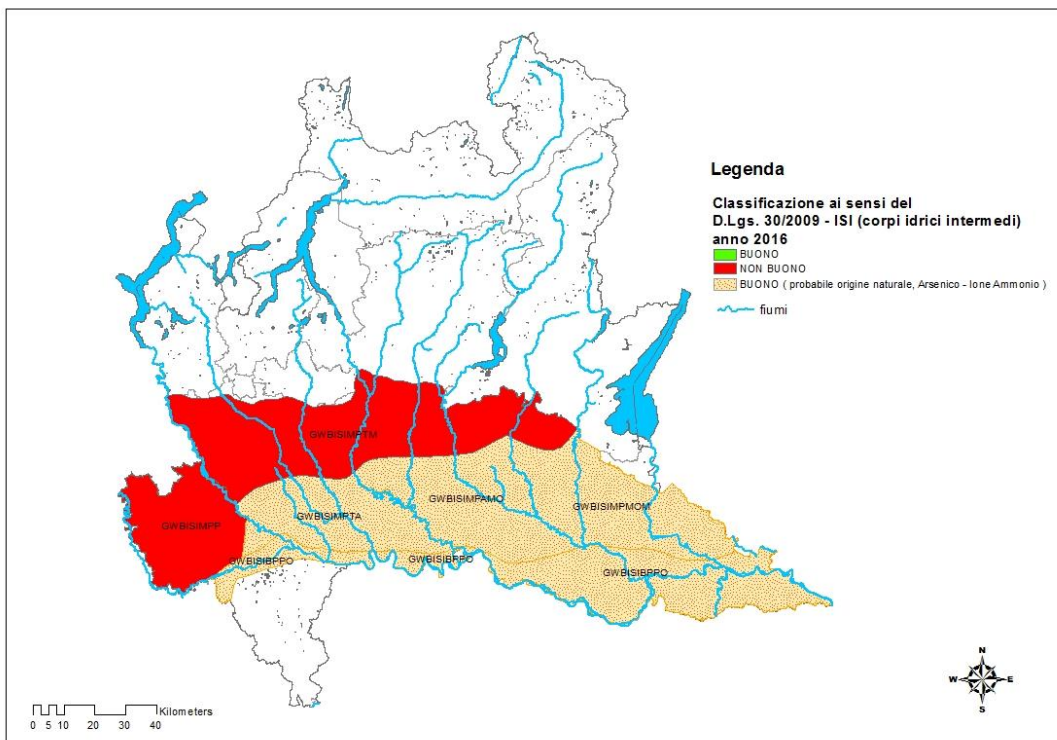 Legenda
Classificazione ai sensi del
D.Lgs. 30/2009 - ISI (corpi idrici intermedi)
anno 2016
BUONO
NON BUONO
BUONO ( probabile origine naturale, Arsenico - Ione Ammonio )
fiumi
GWBISIMPTM
GWBISIMPP
GWBISIMPTA
GWBISIMPAMO
GWBISIMPMOM
GWBISIBPPO
GWBISIBPPO
GWBISIBPPO
N
W E
S
Kilometers
0 5 10 20 30 40